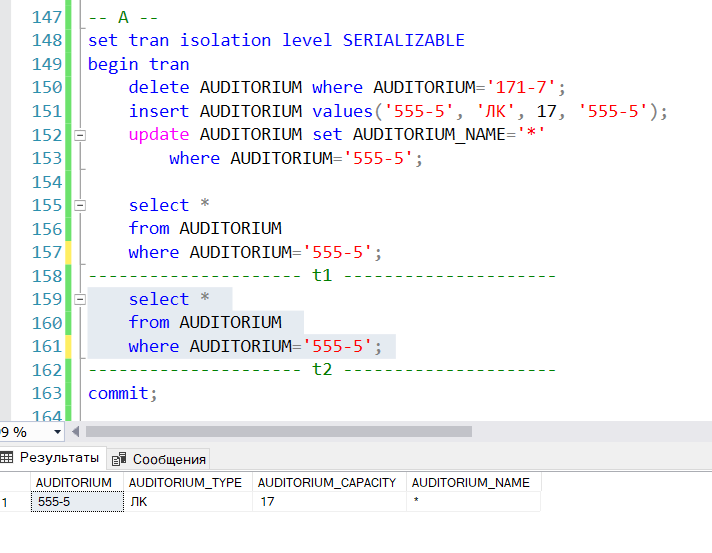 147 -- A --
148 set tran isolation level SERIALIZABLE
149 begin tran
150 delete AUDITORIUM where AUDITORIUM='171-7';
151 insert AUDITORIUM values('555-5', 'ЛК', 17, '555-5');
152 update AUDITORIUM set AUDITORIUM_NAME='*'
153 where AUDITORIUM='555-5';
154
155 select *
156 from AUDITORIUM
157 where AUDITORIUM='555-5';
158 --------------------- t1 ---------------------
159 select *
160 from AUDITORIUM
161 where AUDITORIUM='555-5';
162 --------------------- t2 ---------------------
163 commit;
164
9 %
Результаты Сообщения
AUDITORIUM AUDITORIUM_TYPE AUDITORIUM_CAPACITY AUDITORIUM_NAME
1 555-5 ЛК 17 *